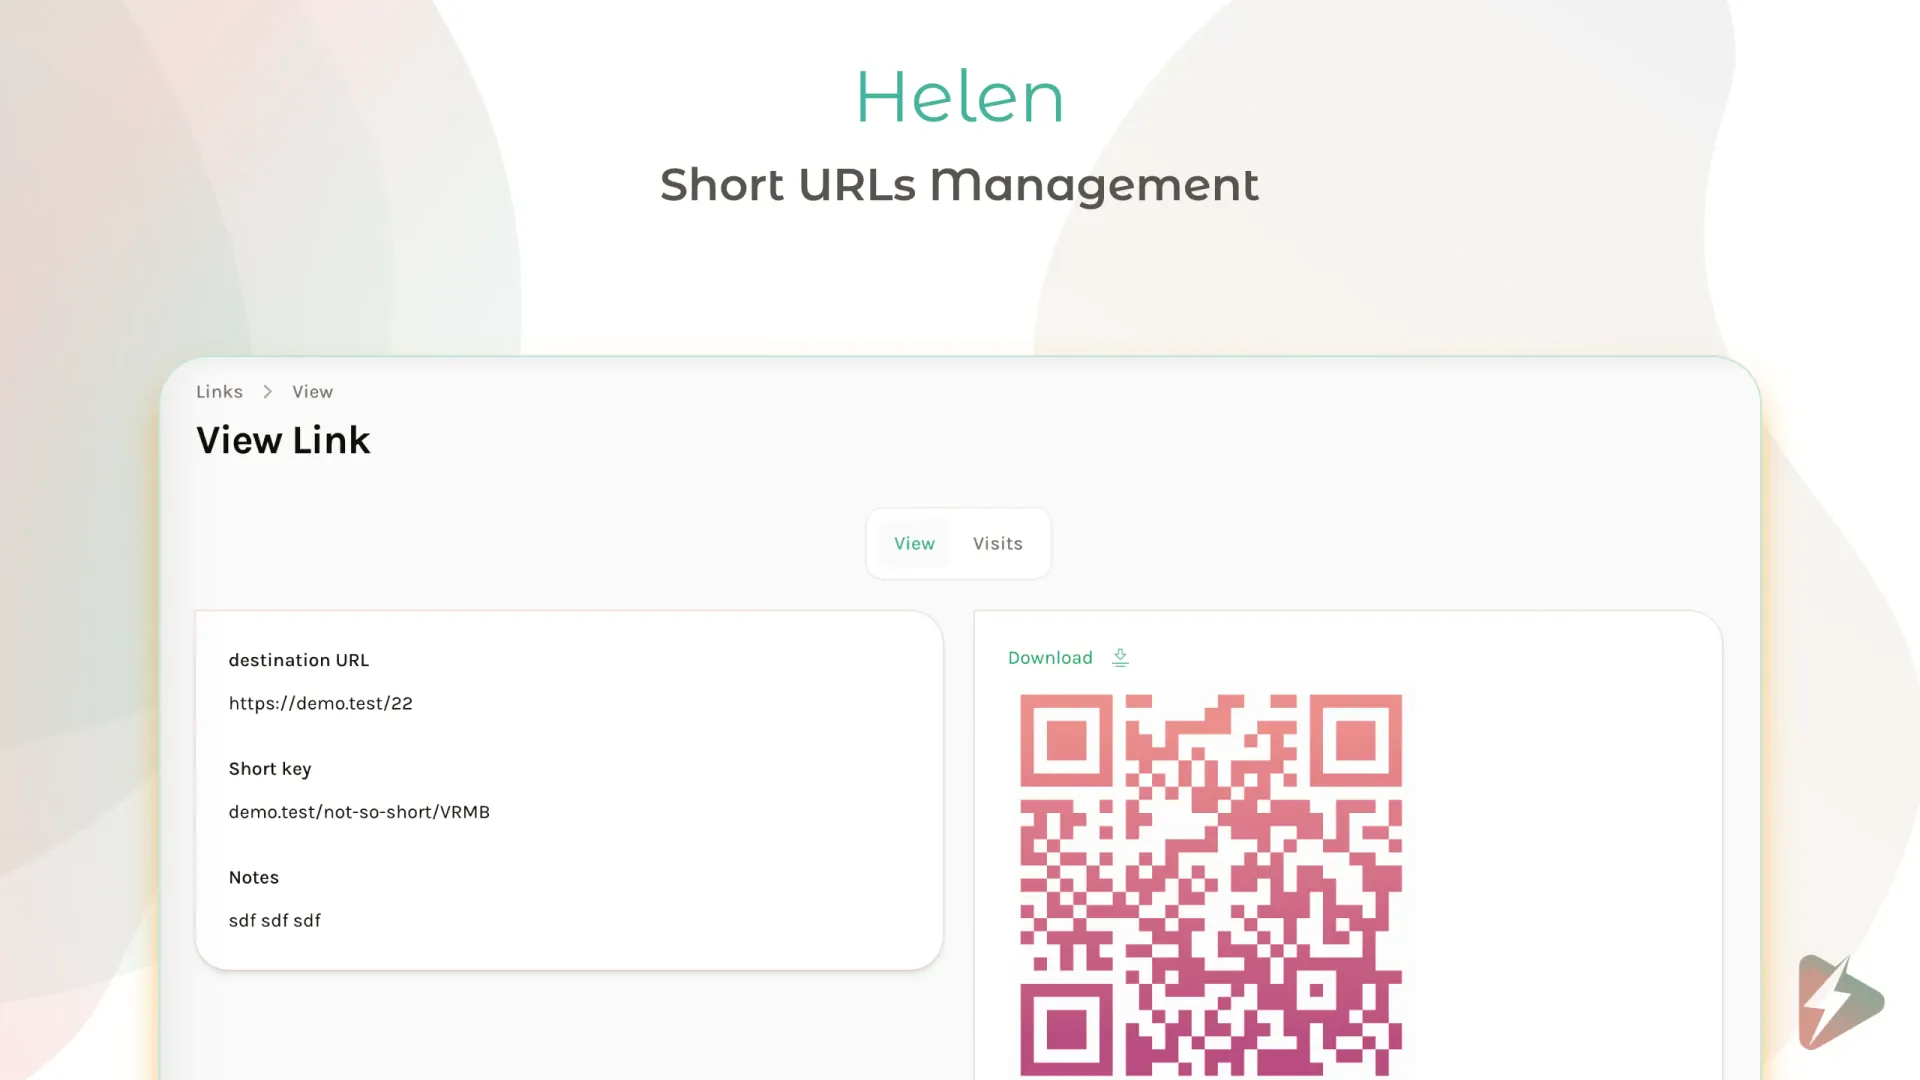 Helen
Short URLs Management
Links > View
View Link
View Visits
destination URL
https://demo.test/22
Short key
demo.test/not-so-short/VRMB
Notes
sdf sdf sdf
Download